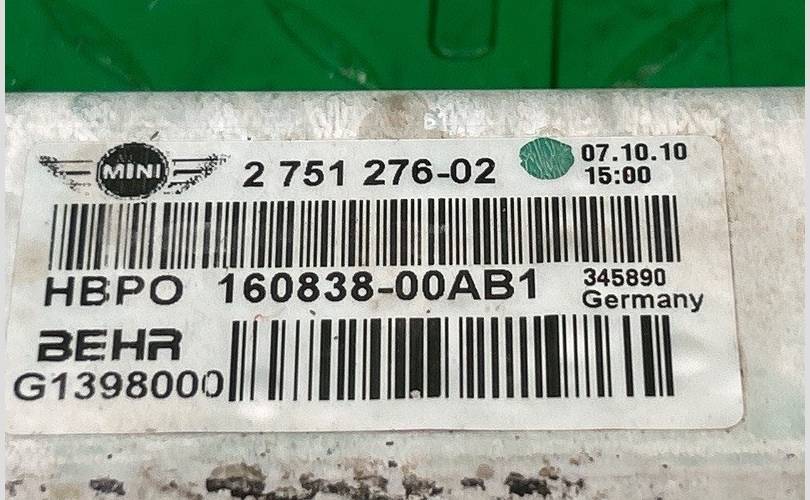 MINI 2 751 276-02 07.10.10
15:00
HBPO 160838-00AB1 345890
Germany
BEHR
G1398000